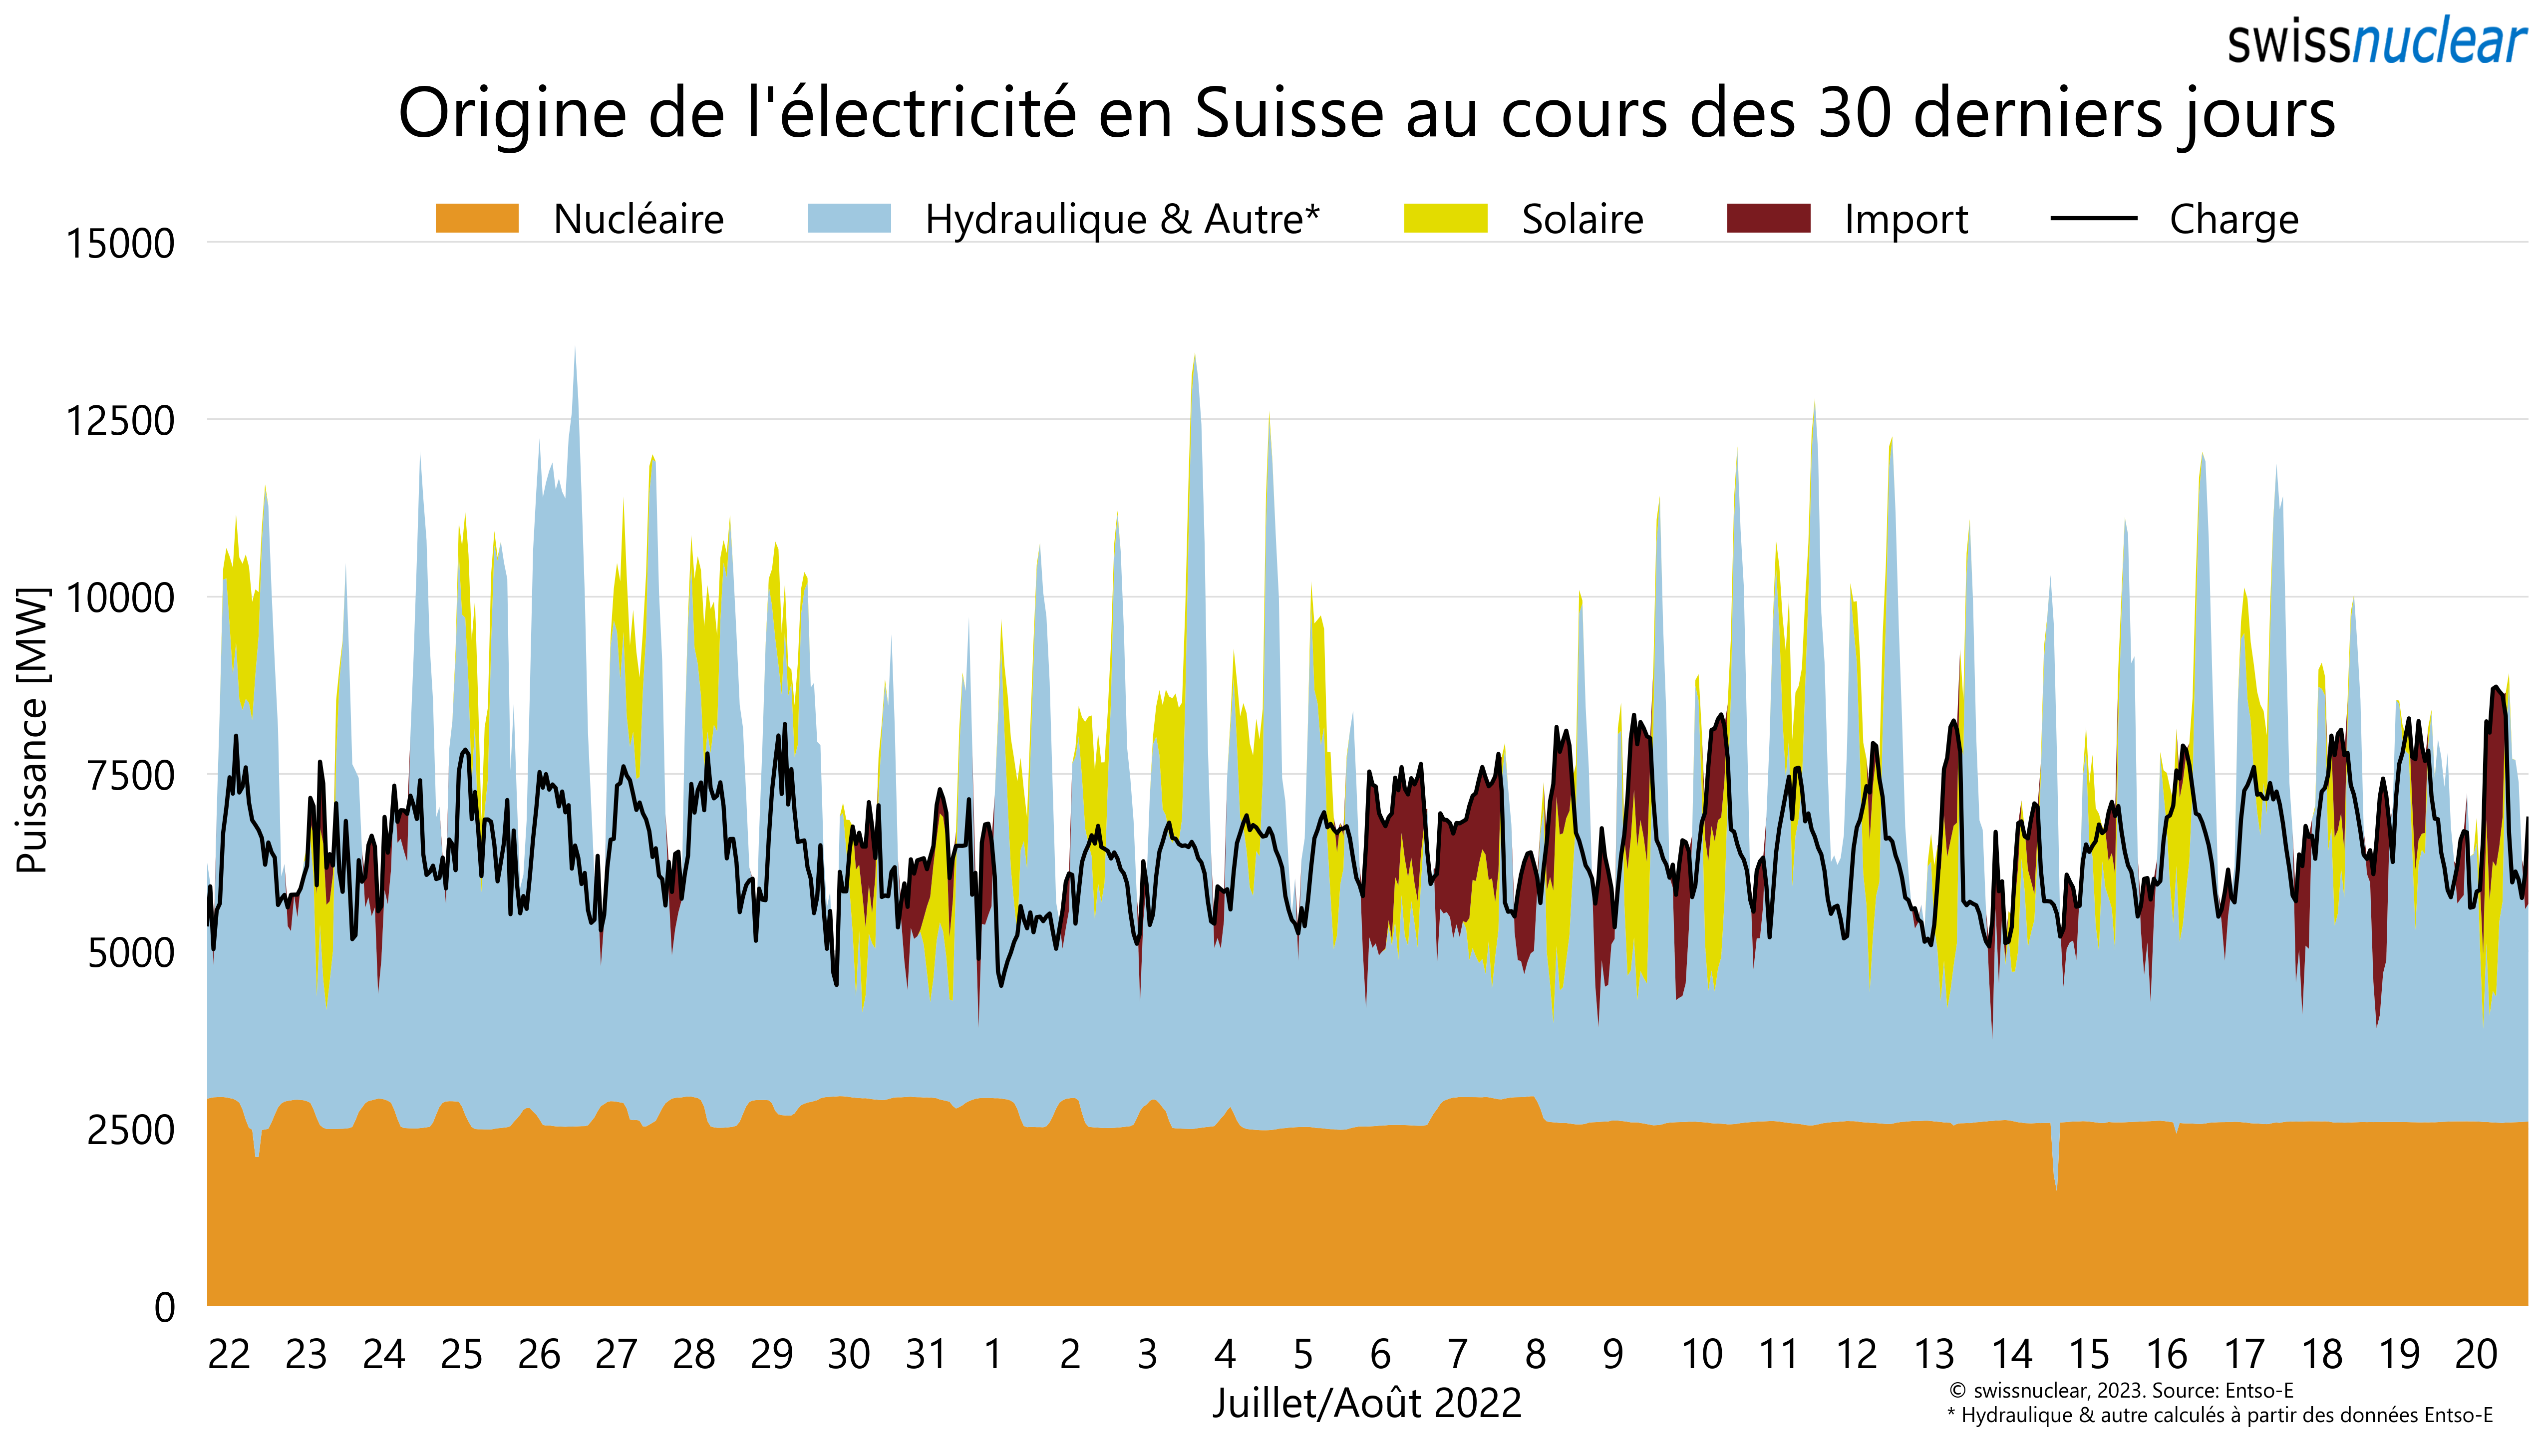 swissnuclear
Origine de l'électricité en Suisse au cours des 30 derniers jours
Nucléaire Hydraulique & Autre* Solaire Import Charge
15000
12500
10000
7500
5000
2500
0
Puissance [MW]
22 23 24 25 26 27 28 29 30 31 1 2 3 4 5 6 7 8 9 10 11 12 13 14 15 16 17 18 19 20
Juillet/Août 2022
© swissnuclear, 2023. Source: Entso-E
* Hydraulique & autre calculés à partir des données Entso-E